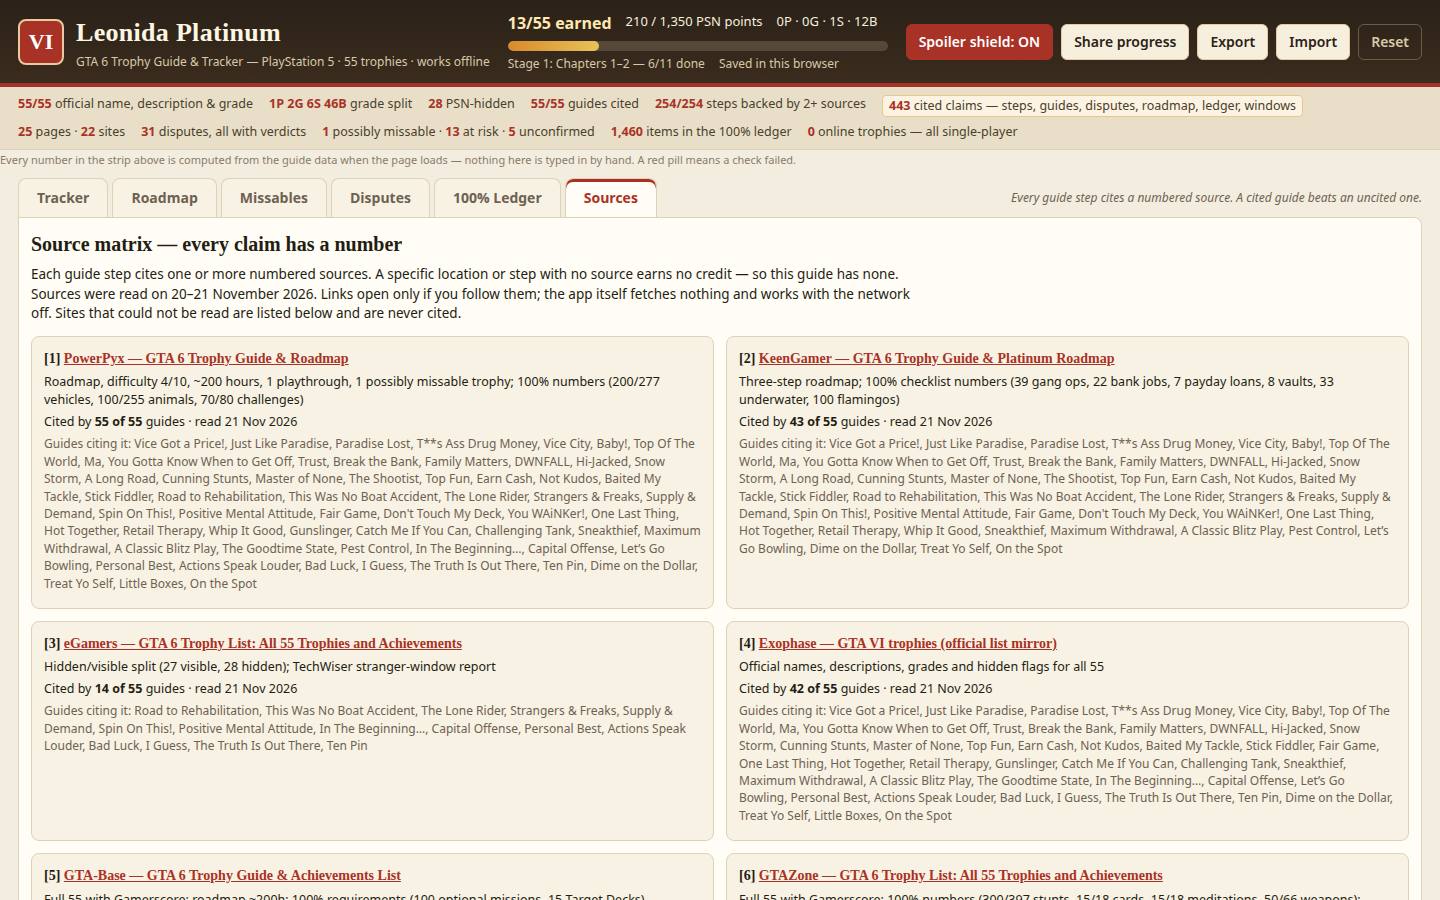 VI
Leonida Platinum
GTA 6 Trophy Guide & Tracker — PlayStation 5 · 55 trophies · works offline
13/55 earned 210 / 1,350 PSN points 0P · 0G · 1S · 12B
Stage 1: Chapters 1–2 — 6/11 done Saved in this browser
Spoiler shield: ON Share progress Export Import Reset
55/55 official name, description & grade 1P 2G 6S 46B grade split 28 PSN-hidden 55/55 guides cited 254/254 steps backed by 2+ sources 443 cited claims — steps, guides, disputes, roadmap, ledger, windows
25 pages · 22 sites 31 disputes, all with verdicts 1 possibly missable · 13 at risk · 5 unconfirmed 1,460 items in the 100% ledger 0 online trophies — all single-player
Every number in the strip above is computed from the guide data when the page loads — nothing here is typed in by hand. A red pill means a check failed.
Tracker Roadmap Missables Disputes 100% Ledger Sources Every guide step cites a numbered source. A cited guide beats an uncited one.
Source matrix — every claim has a number
Each guide step cites one or more numbered sources. A specific location or step with no source earns no credit — so this guide has none.
Sources were read on 20–21 November 2026. Links open only if you follow them; the app itself fetches nothing and works with the network
off. Sites that could not be read are listed below and are never cited.
[1] PowerPyx — GTA 6 Trophy Guide & Roadmap
Roadmap, difficulty 4/10, ~200 hours, 1 playthrough, 1 possibly missable trophy; 100% numbers (200/277
vehicles, 100/255 animals, 70/80 challenges)
Cited by 55 of 55 guides · read 21 Nov 2026
Guides citing it: Vice Got a Price!, Just Like Paradise, Paradise Lost, T**s Ass Drug Money, Vice City, Baby!, Top Of The
World, Ma, You Gotta Know When to Get Off, Trust, Break the Bank, Family Matters, DWNFALL, Hi-Jacked, Snow
Storm, A Long Road, Cunning Stunts, Master of None, The Shootist, Top Fun, Earn Cash, Not Kudos, Baited My
Tackle, Stick Fiddler, Road to Rehabilitation, This Was No Boat Accident, The Lone Rider, Strangers & Freaks, Supply &
Demand, Spin On This!, Positive Mental Attitude, Fair Game, Don't Touch My Deck, You WAiNKer!, One Last Thing,
Hot Together, Retail Therapy, Whip It Good, Gunslinger, Catch Me If You Can, Challenging Tank, Sneakthief, Maximum
Withdrawal, A Classic Blitz Play, The Goodtime State, Pest Control, In The Beginning..., Capital Offense, Let's Go
Bowling, Personal Best, Actions Speak Louder, Bad Luck, I Guess, The Truth Is Out There, Ten Pin, Dime on the Dollar,
Treat Yo Self, Little Boxes, On the Spot
[2] KeenGamer — GTA 6 Trophy Guide & Platinum Roadmap
Three-step roadmap; 100% checklist numbers (39 gang ops, 22 bank jobs, 7 payday loans, 8 vaults, 33
underwater, 100 flamingos)
Cited by 43 of 55 guides · read 21 Nov 2026
Guides citing it: Vice Got a Price!, Just Like Paradise, Paradise Lost, T**s Ass Drug Money, Vice City, Baby!, Top Of The
World, Ma, You Gotta Know When to Get Off, Trust, Break the Bank, Family Matters, DWNFALL, Hi-Jacked, Snow
Storm, A Long Road, Cunning Stunts, Master of None, The Shootist, Top Fun, Earn Cash, Not Kudos, Baited My
Tackle, Stick Fiddler, Road to Rehabilitation, This Was No Boat Accident, The Lone Rider, Strangers & Freaks, Supply &
Demand, Spin On This!, Positive Mental Attitude, Fair Game, Don't Touch My Deck, You WAiNKer!, One Last Thing,
Hot Together, Retail Therapy, Whip It Good, Sneakthief, Maximum Withdrawal, A Classic Blitz Play, Pest Control, Let's
Go Bowling, Dime on the Dollar, Treat Yo Self, On the Spot
[3] eGamers — GTA 6 Trophy List: All 55 Trophies and Achievements
Hidden/visible split (27 visible, 28 hidden); TechWiser stranger-window report
Cited by 14 of 55 guides · read 21 Nov 2026
Guides citing it: Road to Rehabilitation, This Was No Boat Accident, The Lone Rider, Strangers & Freaks, Supply &
Demand, Spin On This!, Positive Mental Attitude, In The Beginning..., Capital Offense, Personal Best, Actions Speak
Louder, Bad Luck, I Guess, The Truth Is Out There, Ten Pin
[4] Exophase — GTA VI trophies (official list mirror)
Official names, descriptions, grades and hidden flags for all 55
Cited by 42 of 55 guides · read 21 Nov 2026
Guides citing it: Vice Got a Price!, Just Like Paradise, Paradise Lost, T**s Ass Drug Money, Vice City, Baby!, Top Of The
World, Ma, You Gotta Know When to Get Off, Trust, Break the Bank, Family Matters, DWNFALL, Hi-Jacked, Snow
Storm, Cunning Stunts, Master of None, Top Fun, Earn Cash, Not Kudos, Baited My Tackle, Stick Fiddler, Fair Game,
One Last Thing, Hot Together, Retail Therapy, Gunslinger, Catch Me If You Can, Challenging Tank, Sneakthief,
Maximum Withdrawal, A Classic Blitz Play, The Goodtime State, In The Beginning..., Capital Offense, Let's Go
Bowling, Personal Best, Actions Speak Louder, Bad Luck, I Guess, The Truth Is Out There, Ten Pin, Dime on the Dollar,
Treat Yo Self, Little Boxes, On the Spot
[5] GTA-Base — GTA 6 Trophy Guide & Achievements List
Full 55 with Gamerscore; roadmap ~200h; 100% requirements (100 optional missions, 15 Target Decks)
[6] GTAZone — GTA 6 Trophy List: All 55 Trophies and Achievements
Full 55 with Gamerscore; 100% numbers (300/397 stunts, 15/18 cards, 15/18 meditations, 50/66 weapons);